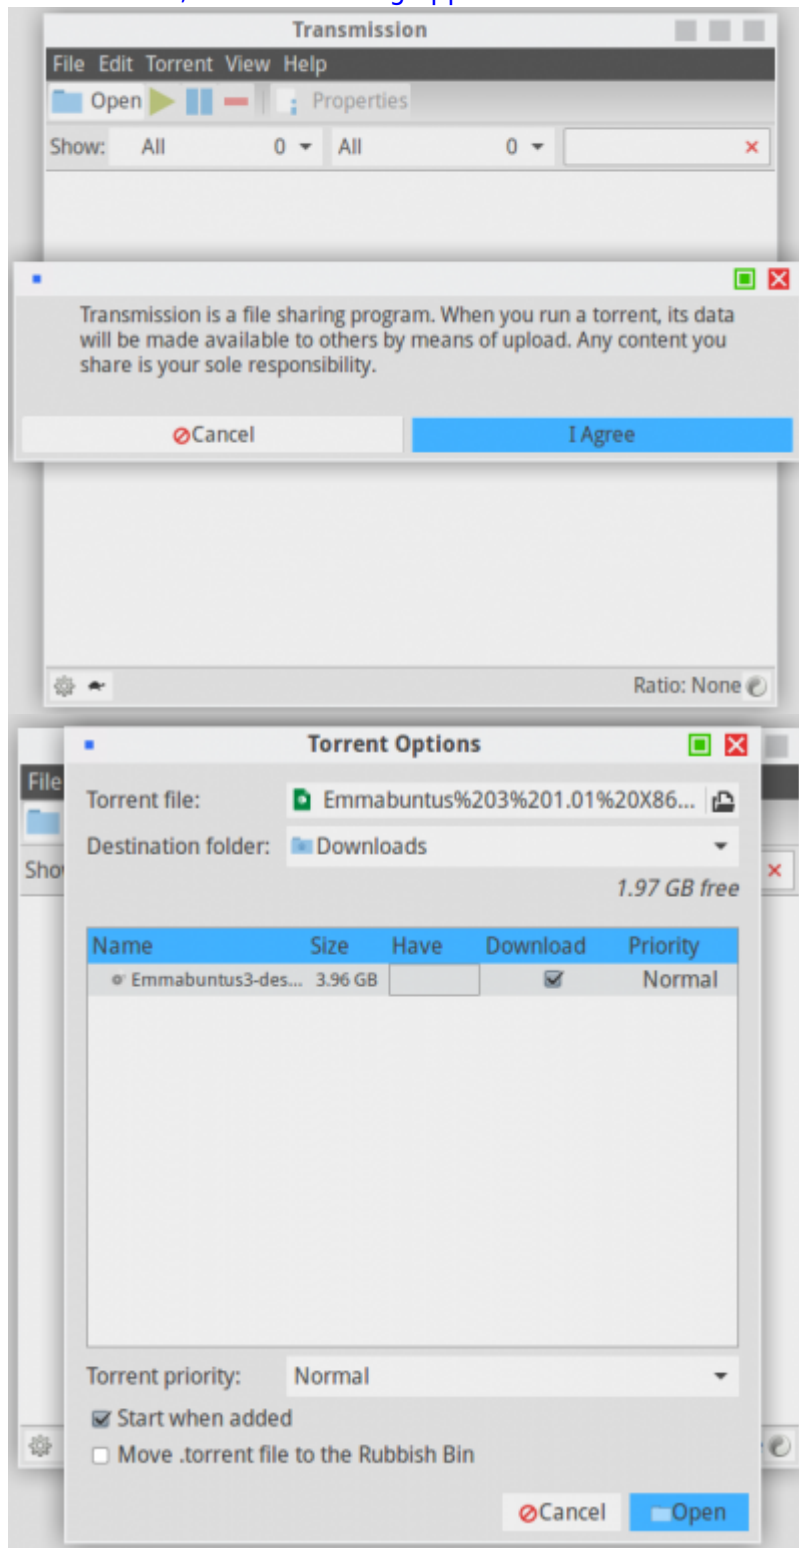 Transmission
File Edit Torrent View Help
Open Properties
Show: All 0 All 0
Transmission is a file sharing program. When you run a torrent, its data
will be made available to others by means of upload. Any content you
share is your sole responsibility.
Cancel I Agree
Ratio: None
Torrent Options
File
Torrent file: Emmabuntus%203%201.01%20X86...
Destination folder: Downloads
Sho
1.97 GB free
Name Size Have Download Priority
Emmabuntus3-des... 3.96 GB Normal
Torrent priority: Normal
Start when added
Move .torrent file to the Rubbish Bin
Cancel Open